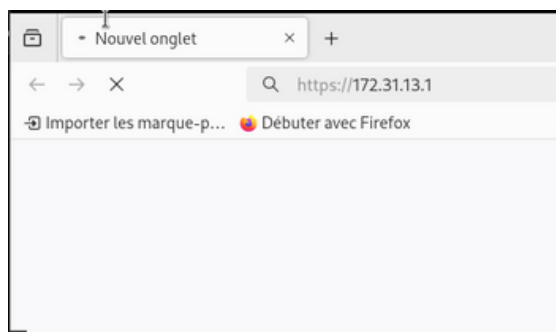 Nouvel onglet
https://172.31.13.1
Importer les marque-p... Débuter avec Firefox